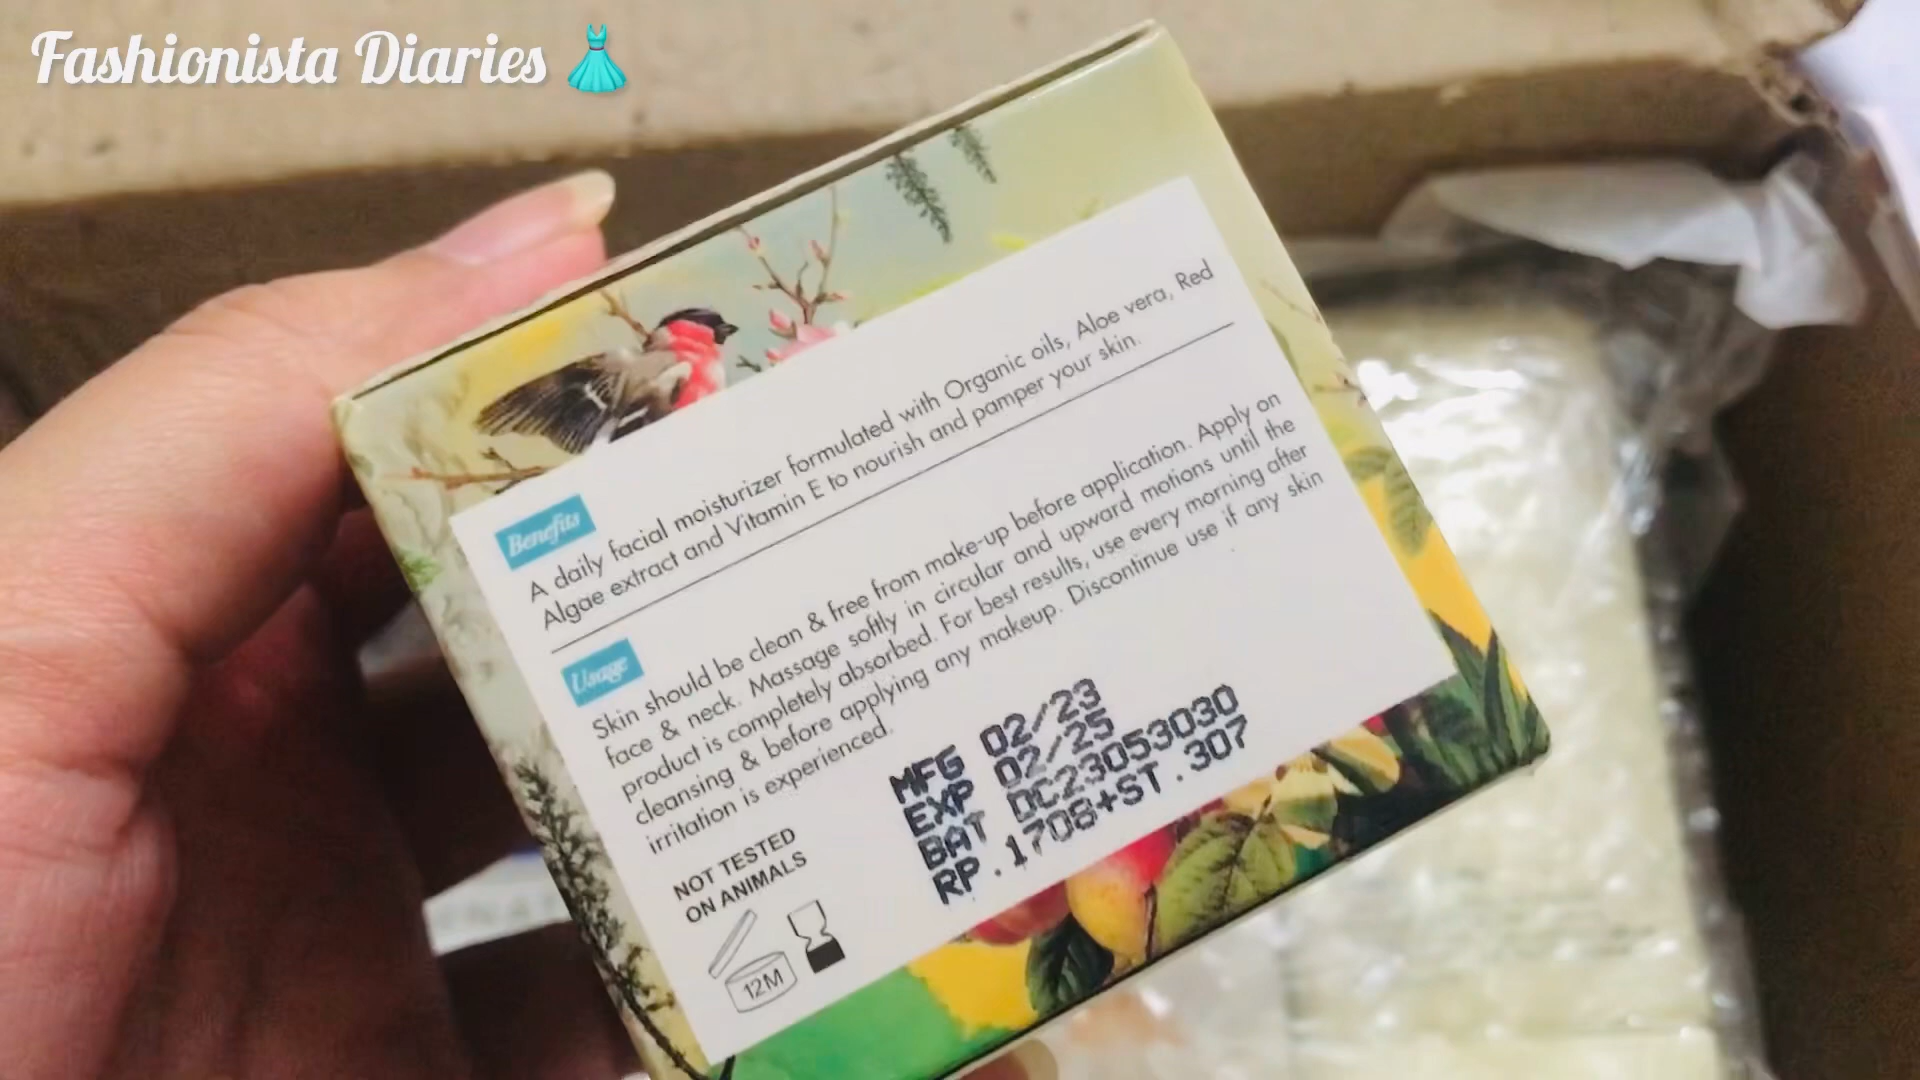 Fashionista Diaries 👗
Benefits
A daily facial moisturizer formulated with Organic oils, Aloe vera, Red
Algae extract and Vitamin E to nourish and pamper your skin.
Usage
Skin should be clean & free from make-up before application. Apply on
face & neck. Massage softly in circular and upward motions until the
product is completely absorbed. For best results, use every morning after
cleansing & before applying any makeup. Discontinue use if any skin
irritation is experienced.
MFG 02/23
EXP 02/25
BAT DC23053030
RP.1708+ST.307
NOT TESTED
ON ANIMALS
12M